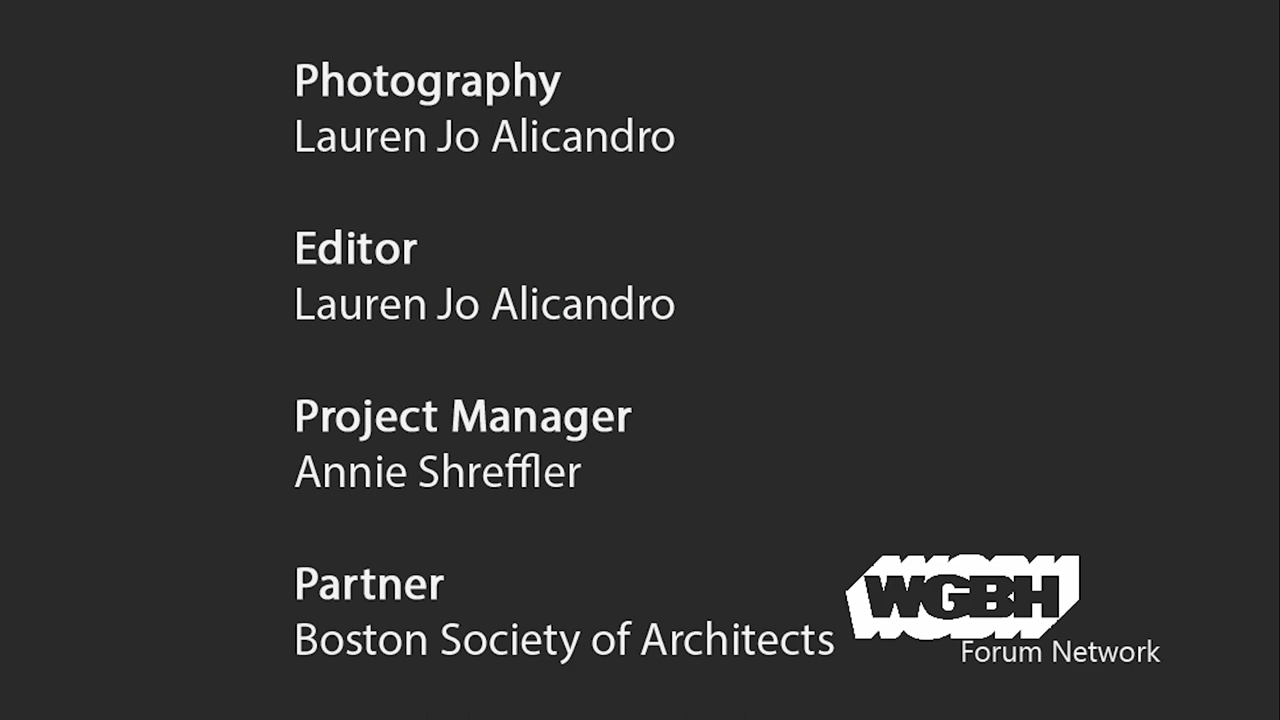 Photography
Lauren Jo Alicandro
Editor
Lauren Jo Alicandro
Project Manager
Annie Shreffler
Partner
Boston Society of Architects
WGBH
Forum Network